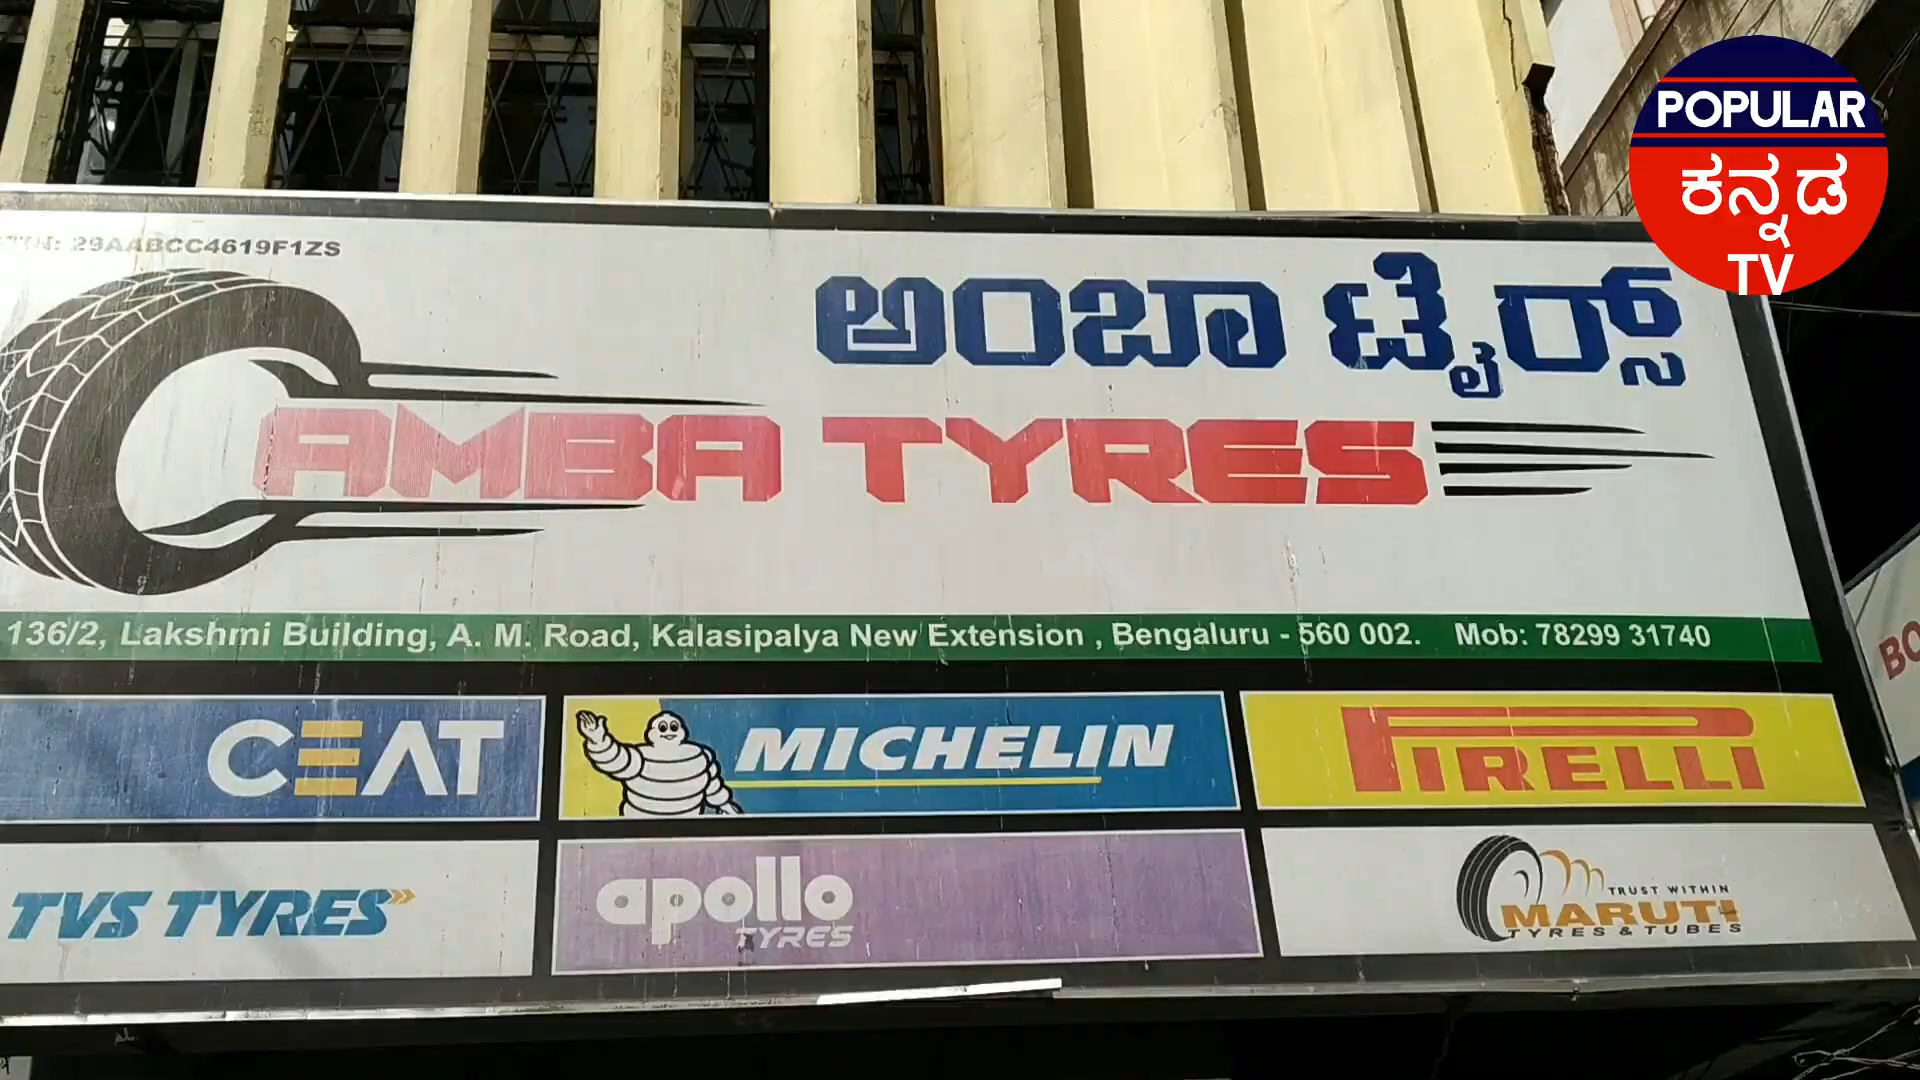 POPULAR
ಕನ್ನಡ
TV
29AABCC4619F1ZS
ಅಂಬಾ ಟೈರ್ಸ್
AMBA TYRES
136/2, Lakshmi Building, A. M. Road, Kalasipalya New Extension , Bengaluru - 560 002. Mob: 78299 31740
CEAT
MICHELIN
PIRELLI
TVS TYRES
apollo
TYRES
TRUST WITHIN
MARUTI
TYRES & TUBES